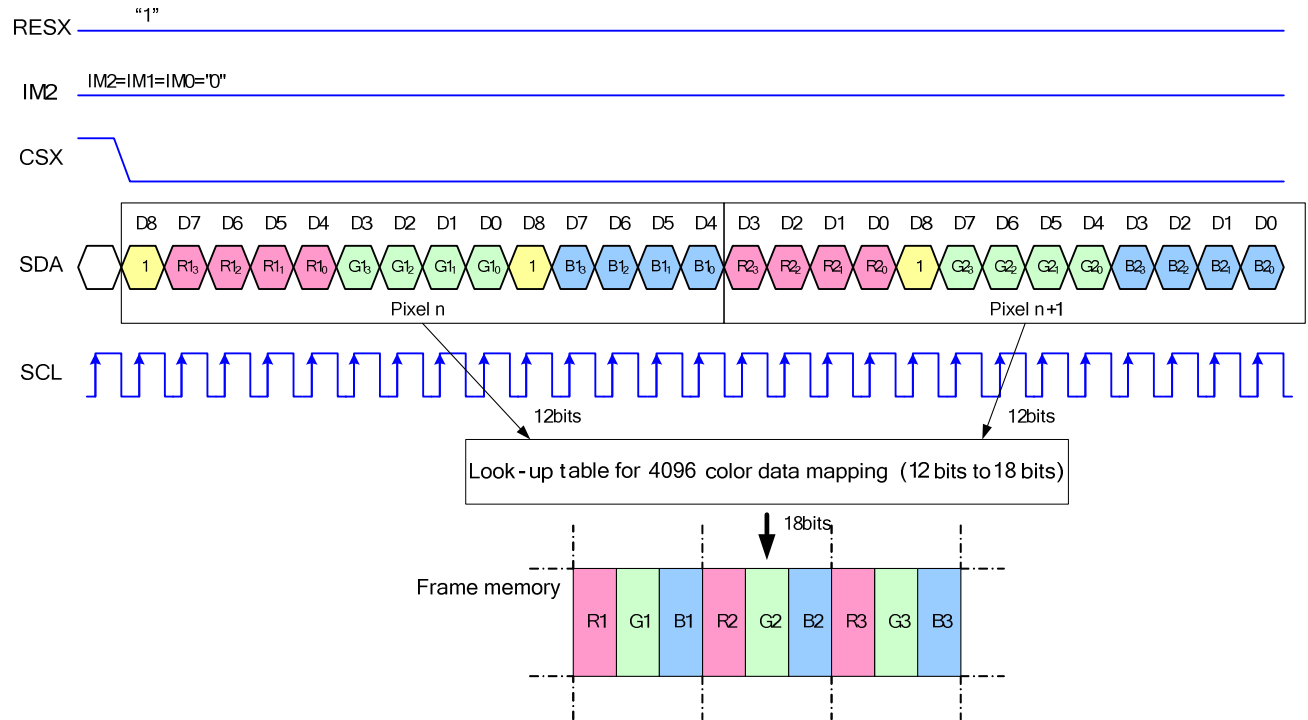 “1”
RESX
IM2=IM1=IM0="0"
IM2
CSX
D8 D7 D6 D5 D4 D3 D2 D1 D0 D8 D7 D6 D5 D4 D3 D2 D1 D0 D8 D7 D6 D5 D4 D3 D2 D1 D0
SDA 1 R1₃ R1₂ R1₁ R1₀ G1₃ G1₂ G1₁ G1₀ 1 B1₃ B1₂ B1₁ B1₀ R2₃ R2₂ R2₁ R2₀ 1 G2₃ G2₂ G2₁ G2₀ B2₃ B2₂ B2₁ B2₀
Pixel n Pixel n+1
SCL
12bits 12bits
Look-up table for 4096 color data mapping (12 bits to 18 bits)
18bits
Frame memory
R1 G1 B1 R2 G2 B2 R3 G3 B3